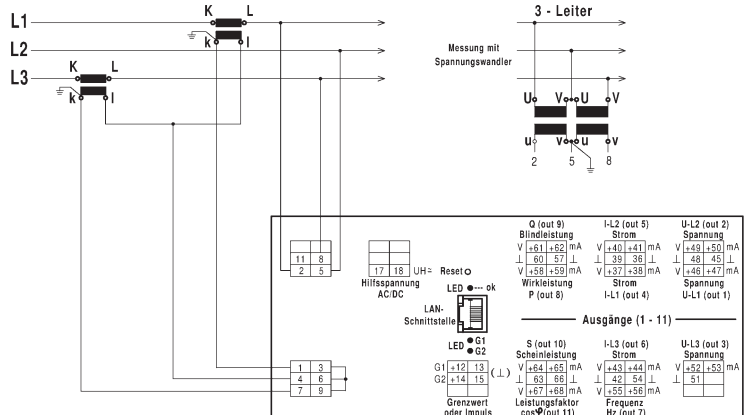 K L
L1
3 - Leiter
k l
L2
Messung mit
Spannungswandler
K L
L3
k l
U V U V
u v u v
2 5 8
Q (out 9) I-L2 (out 5) U-L2 (out 2)
Blindleistung Strom Spannung
V +61 +62 mA V +40 +41 mA V +49 +50 mA
⊥ 60 57 ⊥ ⊥ 39 36 ⊥ ⊥ 48 45 ⊥
V +58 +59 mA V +37 +38 mA V +46 +47 mA
Wirkleistung Strom Spannung
P (out 8) I-L1 (out 4) U-L1 (out 1)
11 8
2 5
17 18 UH≂
Hilfsspannung
AC/DC
Reset
LED --- ok
LAN-
Schnittstelle
LED G1
G2
Ausgänge (1 - 11)
S (out 10) I-L3 (out 6) U-L3 (out 3)
Scheinleistung Strom Spannung
G1 +12 13 (⊥) V +64 +65 mA V +43 +44 mA V +52 +53 mA
G2 +14 15 ⊥ 63 66 ⊥ ⊥ 42 54 ⊥ ⊥ 51
V +67 +68 mA V +55 +56 mA
1 3
4 6
7 9
Grenzwert Leistungsfaktor Frequenz
oder Impuls cosφ(out 11) Hz (out 7)